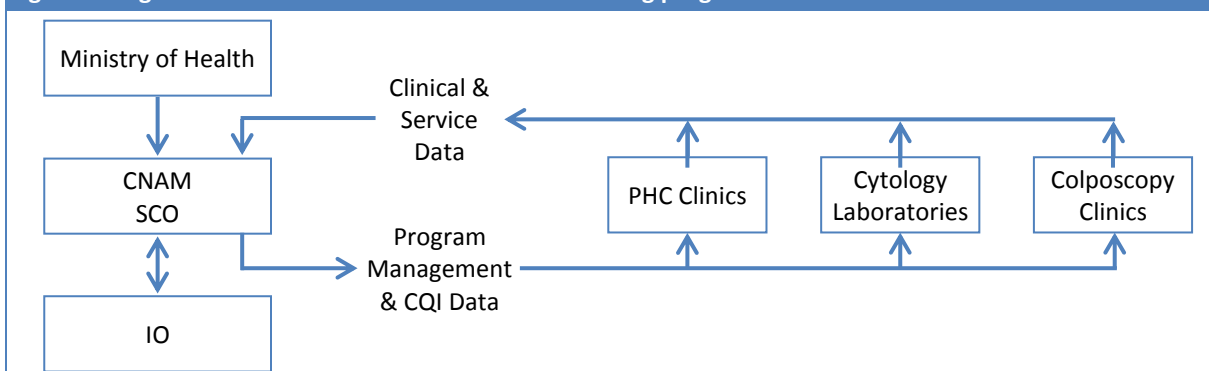 Ministry of Health
Clinical &
Service
Data
CNAM
SCO
PHC Clinics
Cytology
Laboratories
Colposcopy
Clinics
Program
Management
& CQI Data
IO